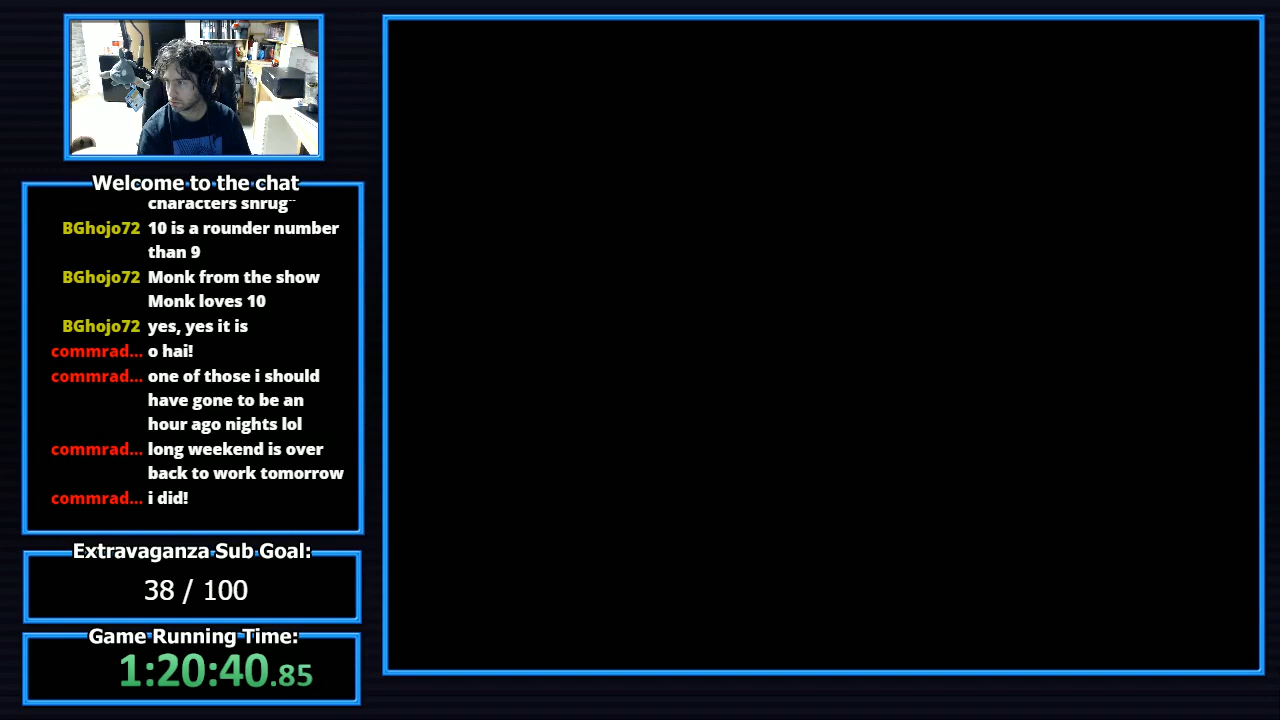 Welcome to the chat
characters shrug"
BGhojo72 10 is a rounder number
than 9
BGhojo72 Monk from the show
Monk loves 10
BGhojo72 yes, yes it is
commrad... o hai!
commrad... one of those i should
have gone to be an
hour ago nights lol
commrad... long weekend is over
back to work tomorrow
commrad... i did!
Extravaganza Sub Goal:
38 / 100
Game Running Time:
1:20:40.85